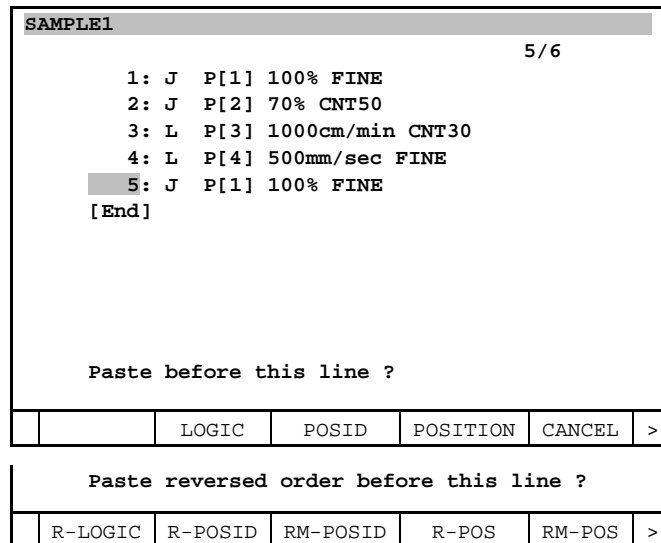 SAMPLE1
5/6
1: J P[1] 100% FINE
2: J P[2] 70% CNT50
3: L P[3] 1000cm/min CNT30
4: L P[4] 500mm/sec FINE
5: J P[1] 100% FINE
[End]
Paste before this line ?
LOGIC POSID POSITION CANCEL >
Paste reversed order before this line ?
R-LOGIC R-POSID RM-POSID R-POS RM-POS >